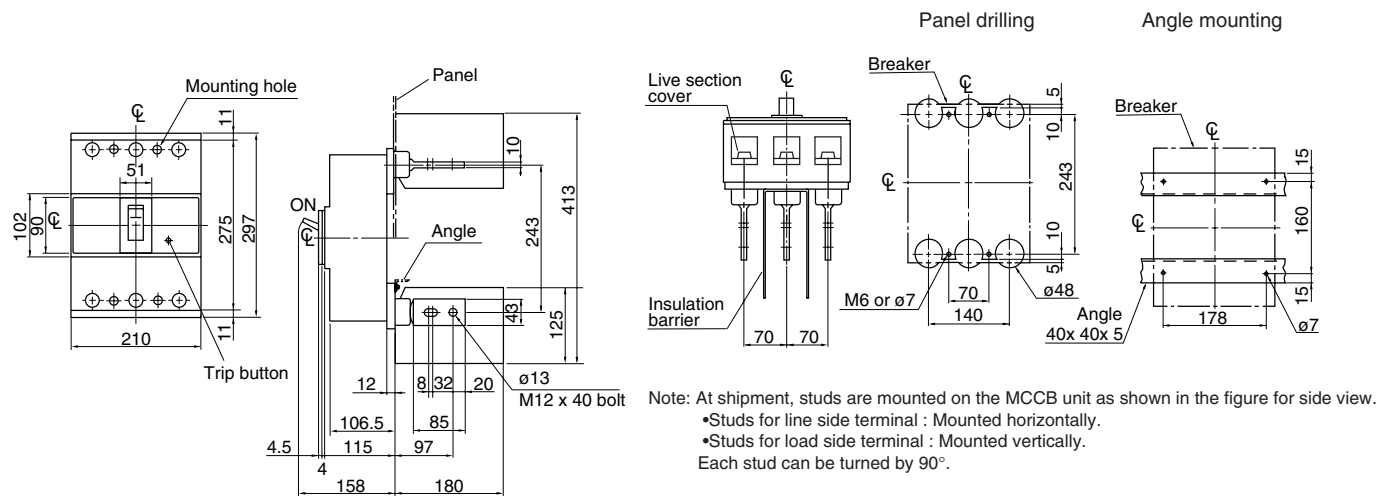 Panel drilling
Angle mounting
Mounting hole
℄
11
51
ON
102
90
℄
275
297
11
210
Trip button
Panel
10
413
243
℄
Angle
43
125
12
8
32
20
ø13
M12 x 40 bolt
106.5
85
4.5
115
97
4
158
180
Live section
cover
℄
Insulation
barrier
70
70
Breaker
℄
5
10
℄
243
10
5
M6 or ø7
70
ø48
140
Breaker
℄
15
160
℄
15
Angle
40x 40x 5
178
ø7
Note: At shipment, studs are mounted on the MCCB unit as shown in the figure for side view.
•Studs for line side terminal : Mounted horizontally.
•Studs for load side terminal : Mounted vertically.
Each stud can be turned by 90°.